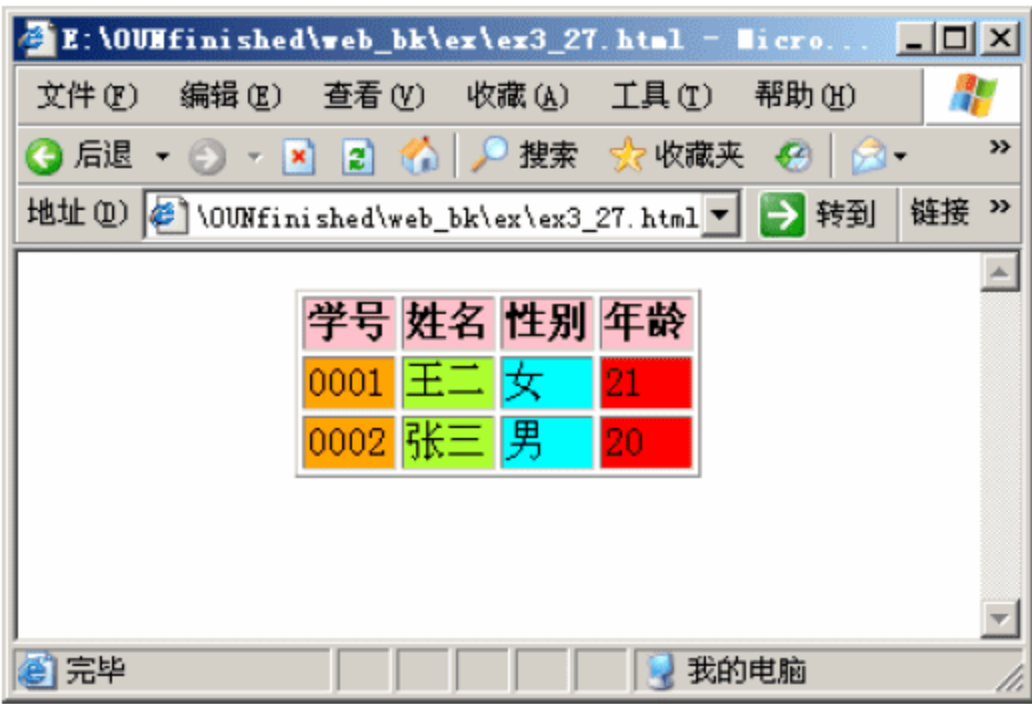 E:\OUNfinished\web_bk\ex\ex3_27.html - Micro...
文件(F) 编辑(E) 查看(V) 收藏(A) 工具(T) 帮助(H)
后退 搜索 收藏夹 »
地址(D) \OUNfinished\web_bk\ex\ex3_27.html 转到 链接 »
学号 姓名 性别 年龄
0001 王二 女 21
0002 张三 男 20
完毕 我的电脑